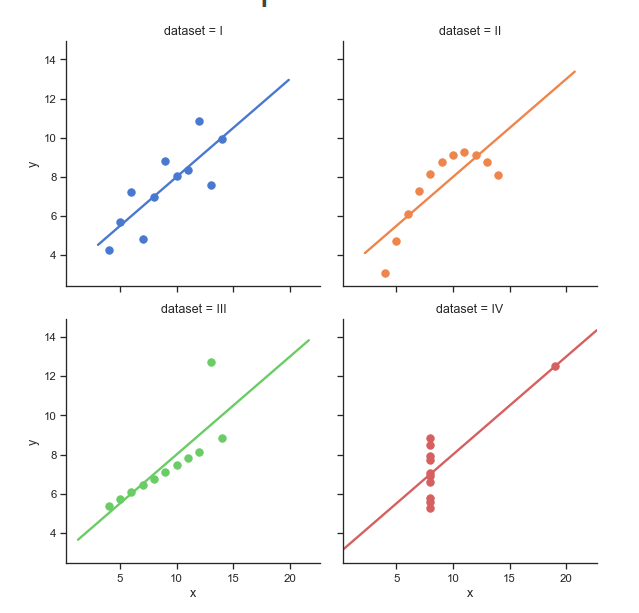 dataset = I
dataset = II
14
12
10
8
6
4
y
dataset = III
dataset = IV
14
12
10
8
6
4
y
5
10
15
20
x
5
10
15
20
x